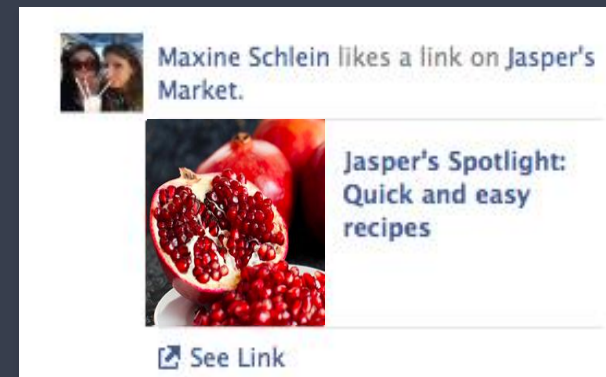 Maxine Schlein likes a link on Jasper's
Market.
Jasper's Spotlight:
Quick and easy
recipes
See Link